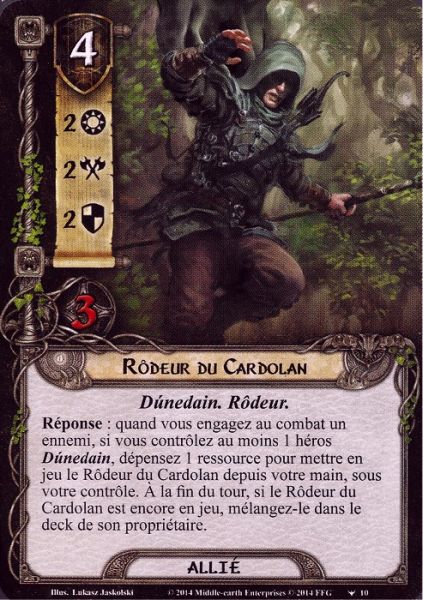 4
2
2
2
3
Rôdeur du Cardolan
Dúnedain. Rôdeur.
Réponse : quand vous engagez au combat un
ennemi, si vous contrôlez au moins 1 héros
Dúnedain, dépensez 1 ressource pour mettre en
jeu le Rôdeur du Cardolan depuis votre main, sous
votre contrôle. À la fin du tour, si le Rôdeur du
Cardolan est encore en jeu, mélangez-le dans le
deck de son propriétaire.
ALLIÉ
Illus. Lukasz Jaskolski © 2014 Middle-earth Enterprises © 2014 FFG 10